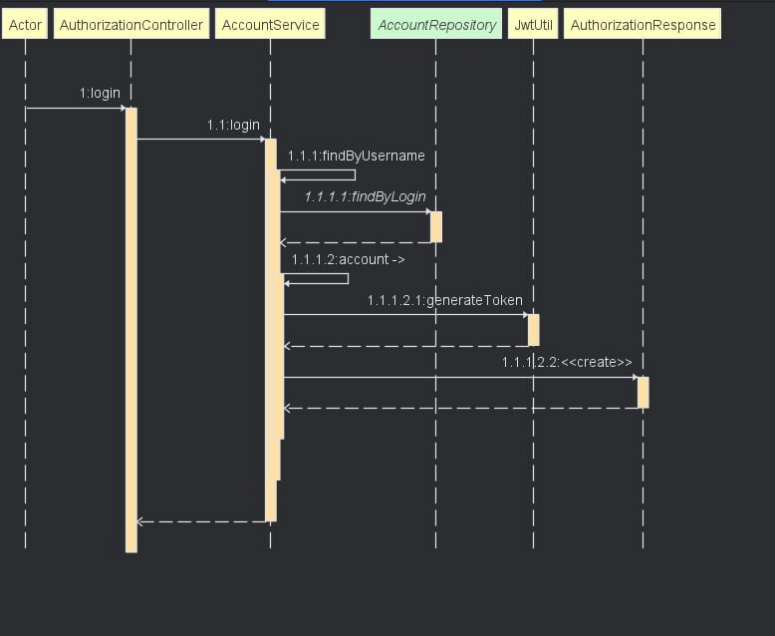 Actor AuthorizationController AccountService AccountRepository JwtUtil AuthorizationResponse
1:login
1.1:login
1.1.1:findByUsername
1.1.1.1:findByLogin
1.1.1.2:account ->
1.1.1.2.1:generateToken
1.1.1.2.2:<<create>>